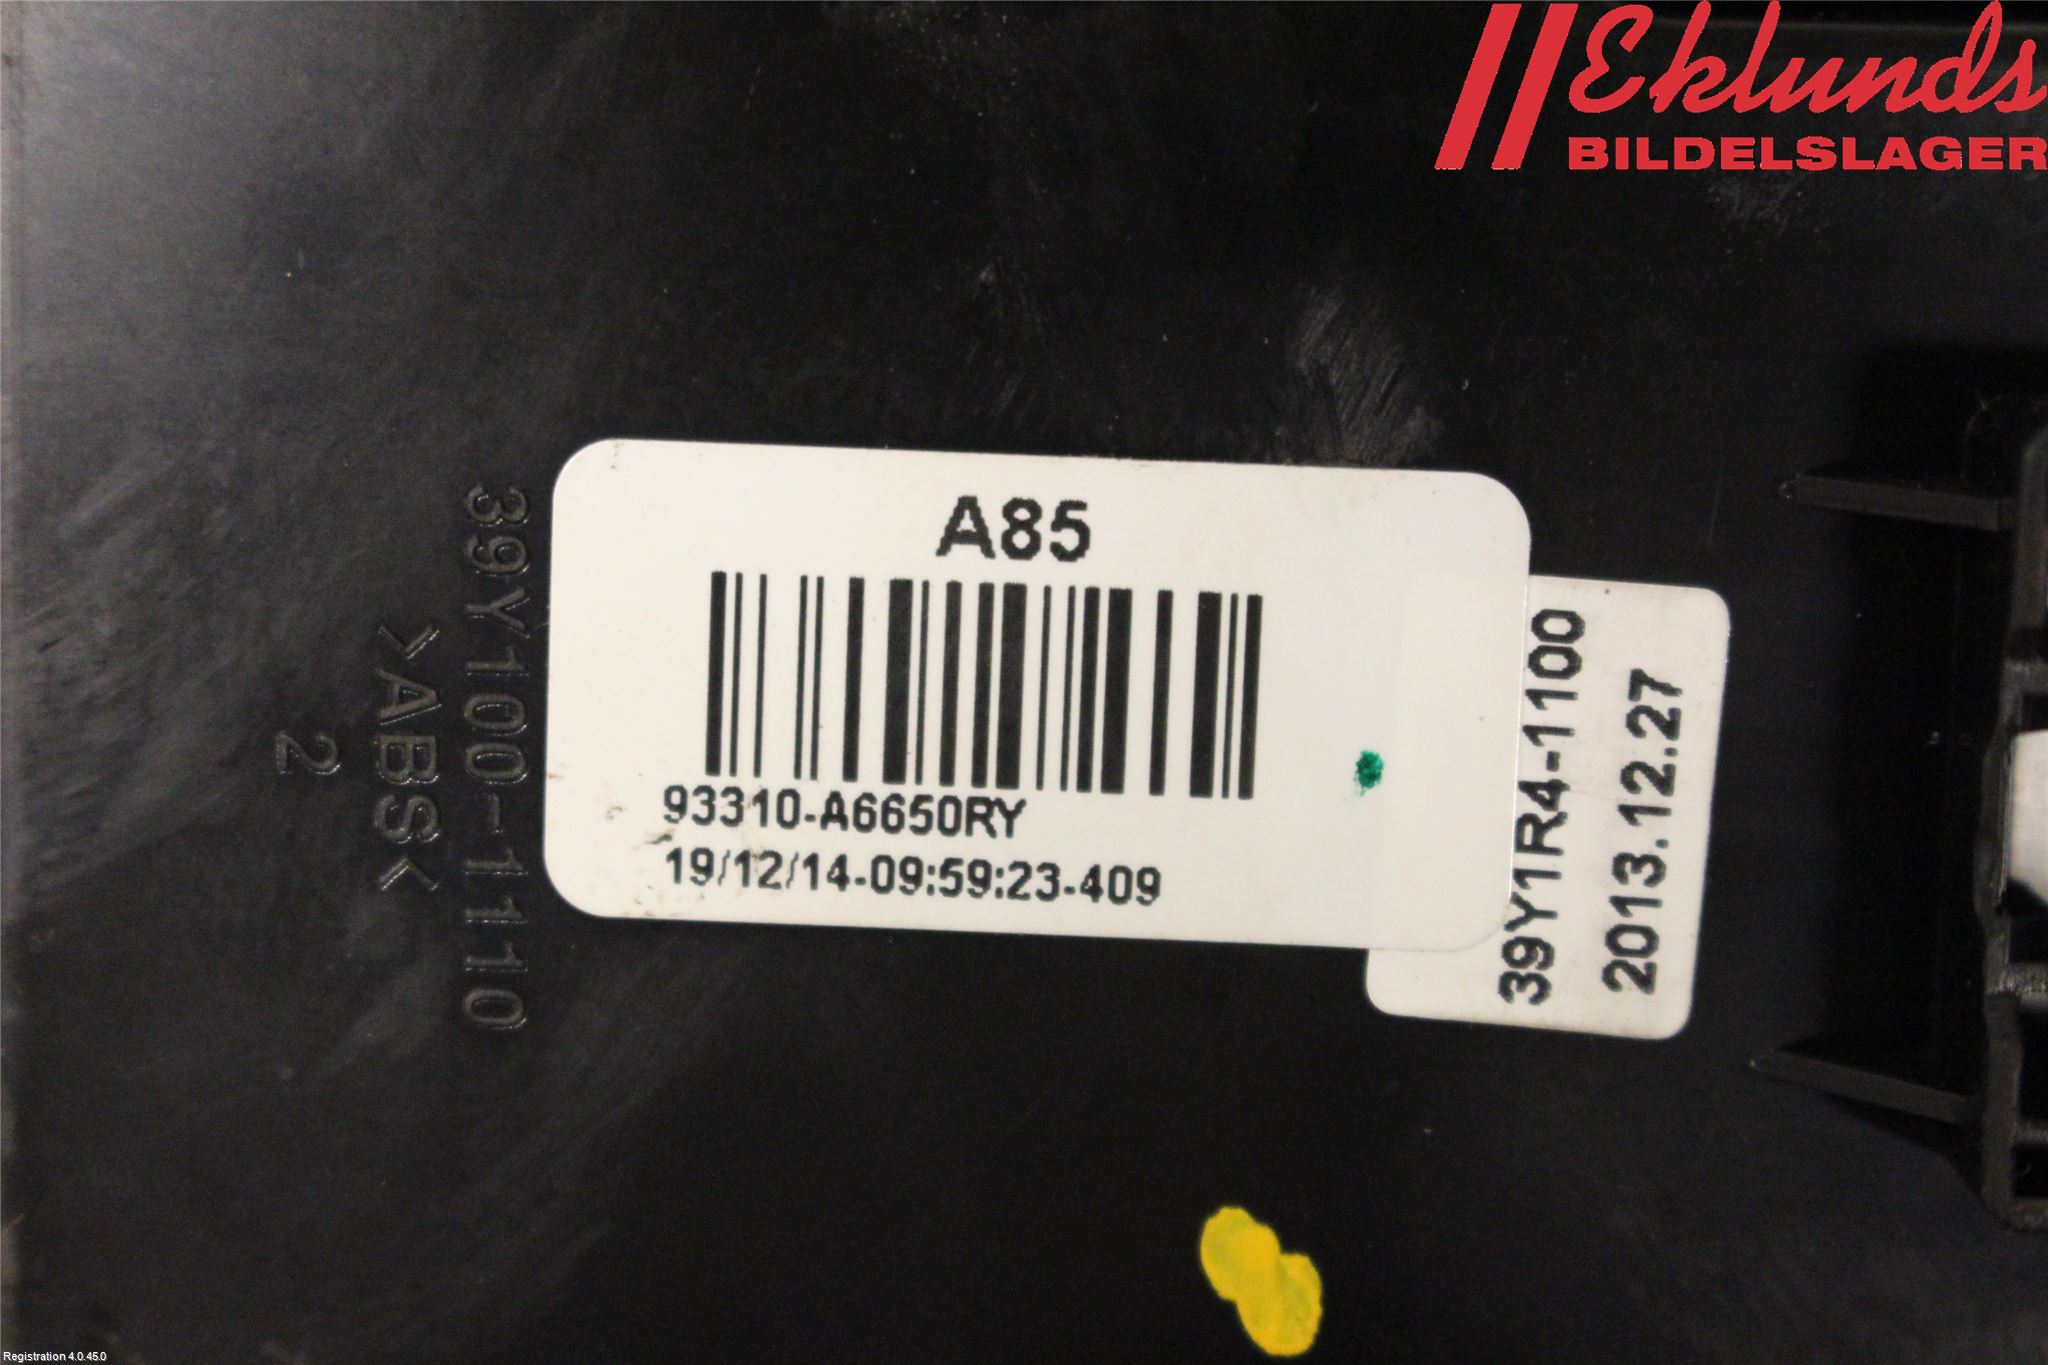 Eklunds
BILDELSLAGER
A85
93310-A6650RY
19/12/14-09:59:23-409
39Y1R4-1100
2013.12.27
39Y100-1110
>ABS<
2
Registration 4.0.45.0